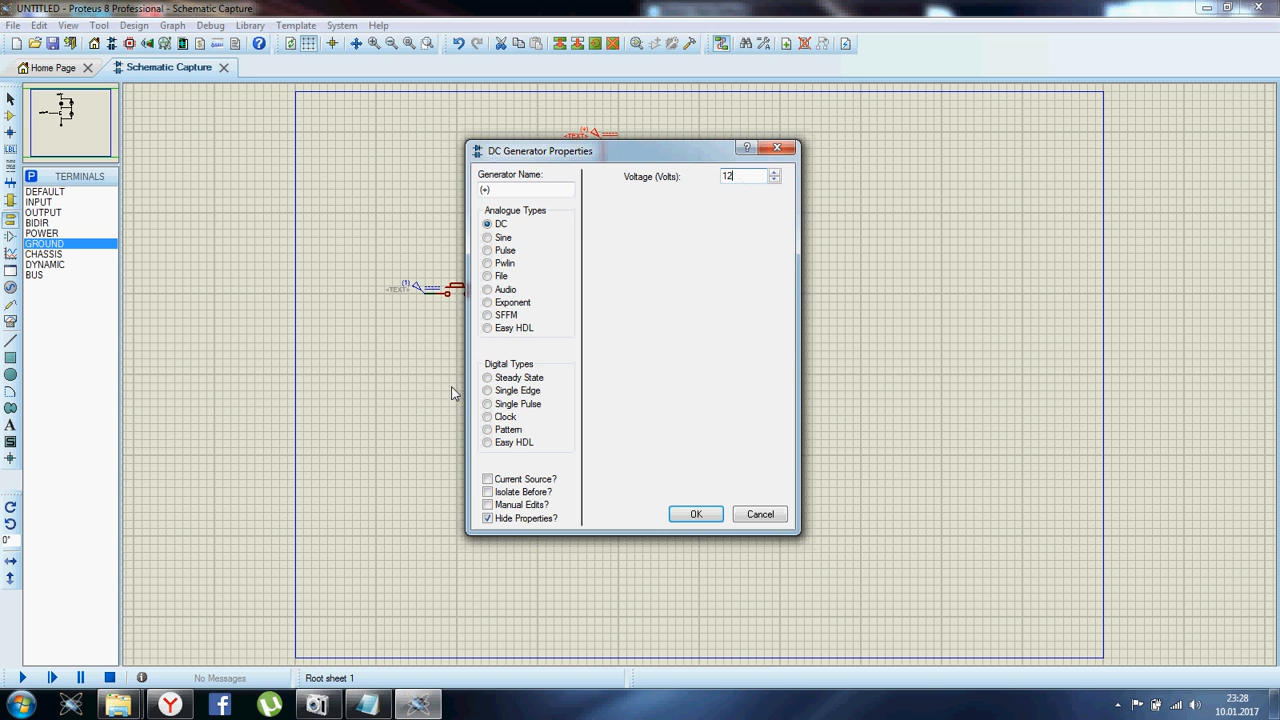 UNTITLED - Proteus 8 Professional - Schematic Capture
File Edit View Tool Design Graph Debug Library Template System Help
Home Page
Schematic Capture
LBL
P TERMINALS
DEFAULT
INPUT
OUTPUT
BIDIR
POWER
GROUND
CHASSIS
DYNAMIC
BUS
A
0°
(+)
<TEXT>
(1)
<TEXT>
DC Generator Properties
Generator Name:
(+)
Analogue Types
DC
Sine
Pulse
Pwlin
File
Audio
Exponent
SFFM
Easy HDL
Digital Types
Steady State
Single Edge
Single Pulse
Clock
Pattern
Easy HDL
Current Source?
Isolate Before?
Manual Edits?
Hide Properties?
Voltage (Volts): 12
OK Cancel
No Messages
Root sheet 1
23:28
10.01.2017